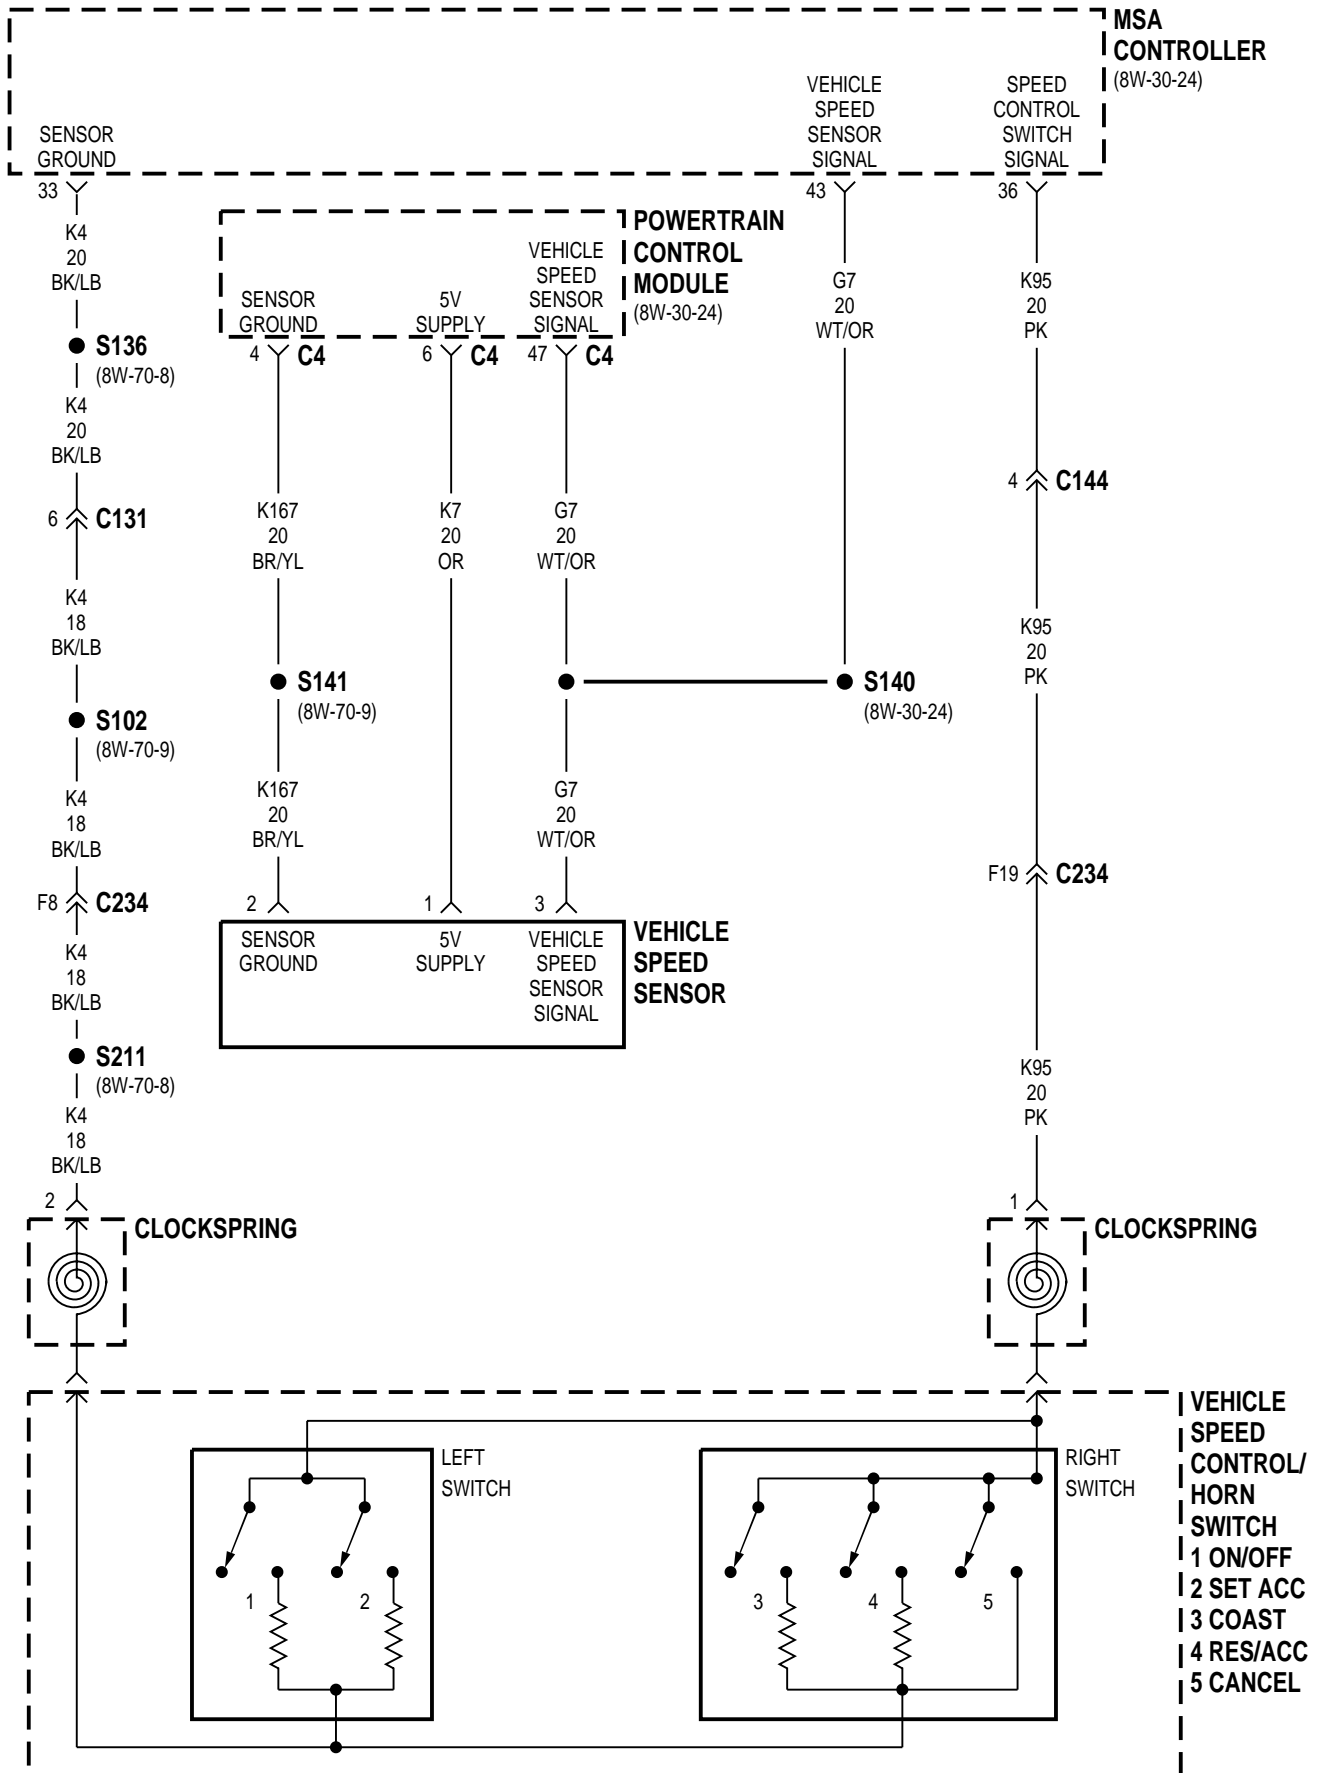 MSA
CONTROLLER
(8W-30-24)
SENSOR
GROUND
VEHICLE
SPEED
SENSOR
SIGNAL
SPEED
CONTROL
SWITCH
SIGNAL
33
43
36
K4
20
BK/LB
POWERTRAIN
CONTROL
MODULE
(8W-30-24)
SENSOR
GROUND
5V
SUPPLY
VEHICLE
SPEED
SENSOR
SIGNAL
G7
20
WT/OR
K95
20
PK
S136
(8W-70-8)
4 C4
6 C4
47 C4
K4
20
BK/LB
4 C144
6 C131
K167
20
BR/YL
K7
20
OR
G7
20
WT/OR
K4
18
BK/LB
K95
20
PK
S141
(8W-70-9)
S140
(8W-30-24)
S102
(8W-70-9)
K4
18
BK/LB
K167
20
BR/YL
G7
20
WT/OR
F19 C234
F8 C234
2
1
3
SENSOR
GROUND
5V
SUPPLY
VEHICLE
SPEED
SENSOR
SIGNAL
VEHICLE
SPEED
SENSOR
K4
18
BK/LB
S211
(8W-70-8)
K95
20
PK
K4
18
BK/LB
2
1
CLOCKSPRING
CLOCKSPRING
LEFT
SWITCH
RIGHT
SWITCH
1
2
3
4
5
VEHICLE
SPEED
CONTROL/
HORN
SWITCH
1 ON/OFF
2 SET ACC
3 COAST
4 RES/ACC
5 CANCEL